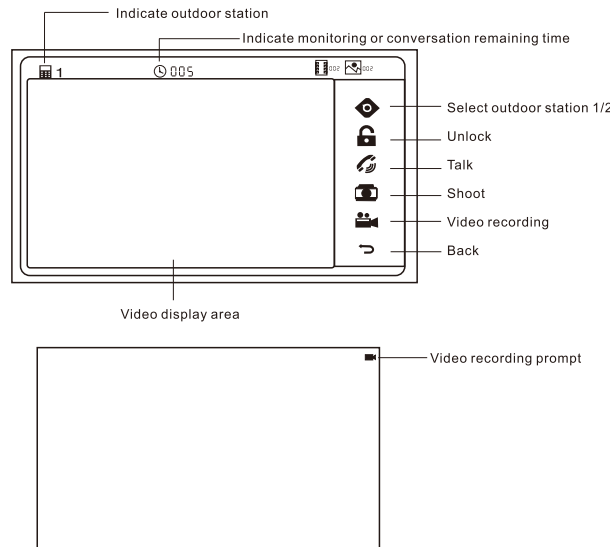 Indicate outdoor station
Indicate monitoring or conversation remaining time
1 005 002 002
Select outdoor station 1/2
Unlock
Talk
Shoot
Video recording
Back
Video display area
Video recording prompt